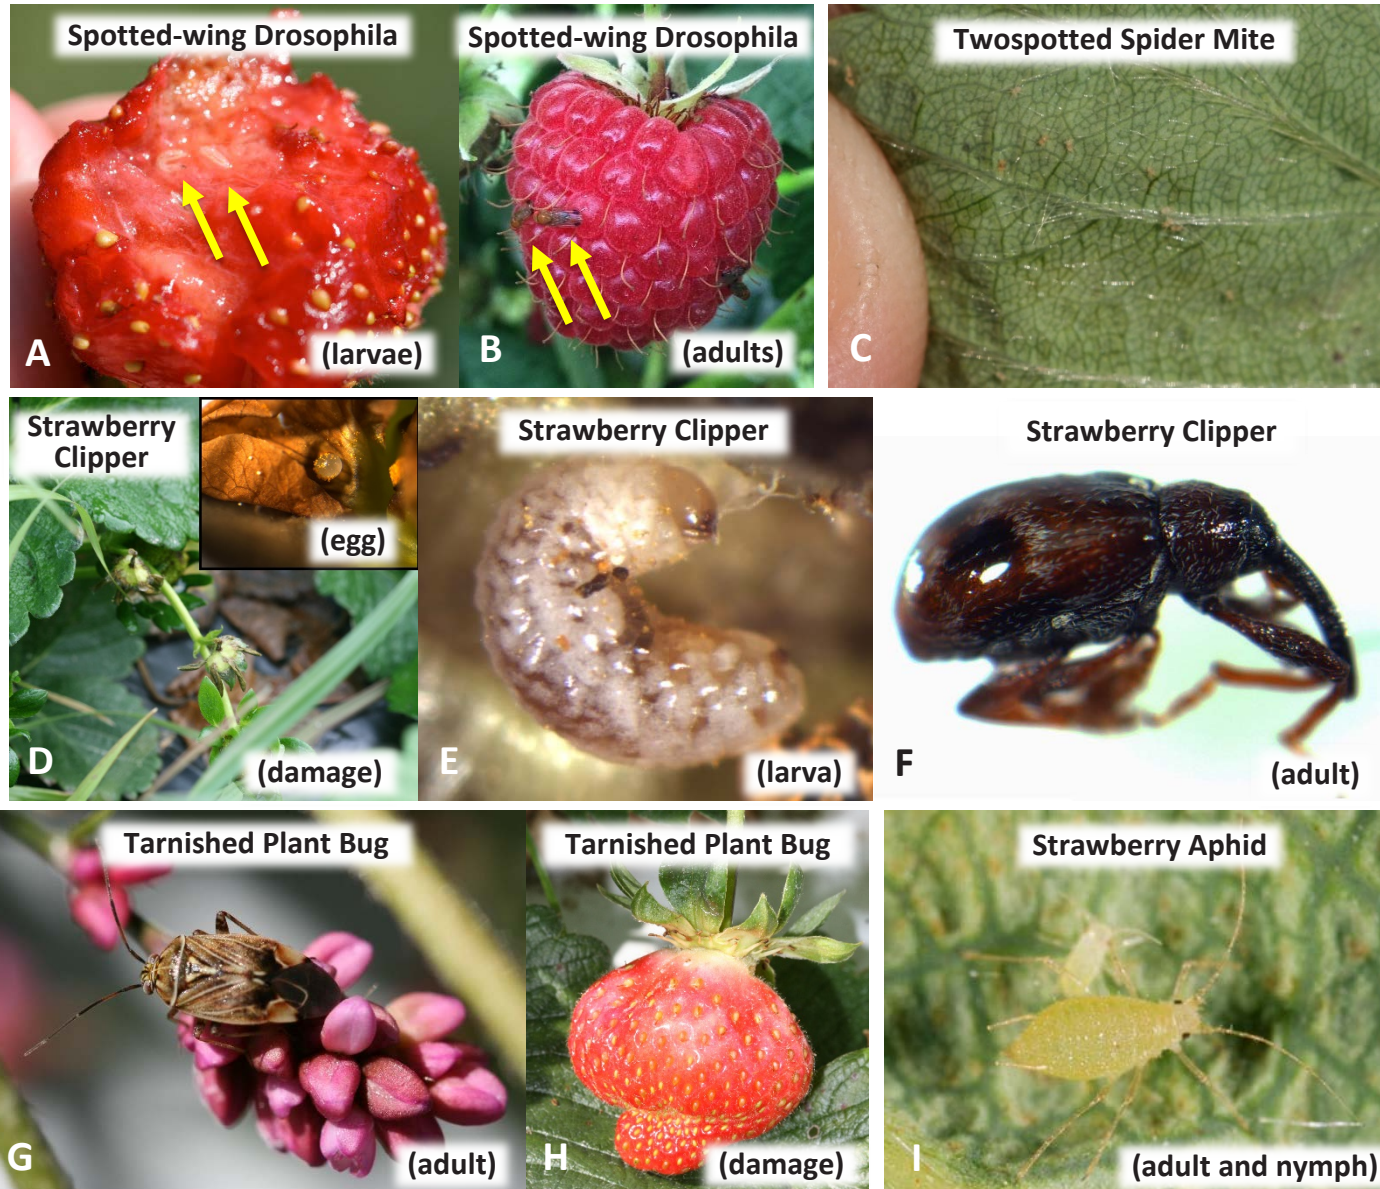 Spotted-wing Drosophila
A
(larvae)
Spotted-wing Drosophila
B
(adults)
Twospotted Spider Mite
C
Strawberry
Clipper
(egg)
D
(damage)
Strawberry Clipper
E
(larva)
Strawberry Clipper
F
(adult)
Tarnished Plant Bug
G
(adult)
Tarnished Plant Bug
H
(damage)
Strawberry Aphid
I
(adult and nymph)